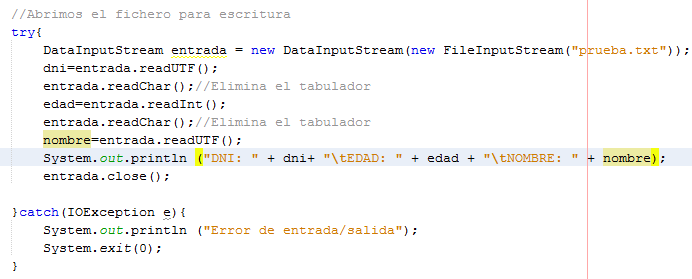 //Abrimos el fichero para escritura
try{
DataInputStream entrada = new DataInputStream(new FileInputStream("prueba.txt"));
dni=entrada.readUTF();
entrada.readChar();//Elimina el tabulador
edad=entrada.readInt();
entrada.readChar();//Elimina el tabulador
nombre=entrada.readUTF();
System.out.println ("DNI: " + dni+ "\tEDAD: " + edad + "\tNOMBRE: " + nombre);
entrada.close();
}catch(IOException e){
System.out.println ("Error de entrada/salida");
System.exit(0);
}